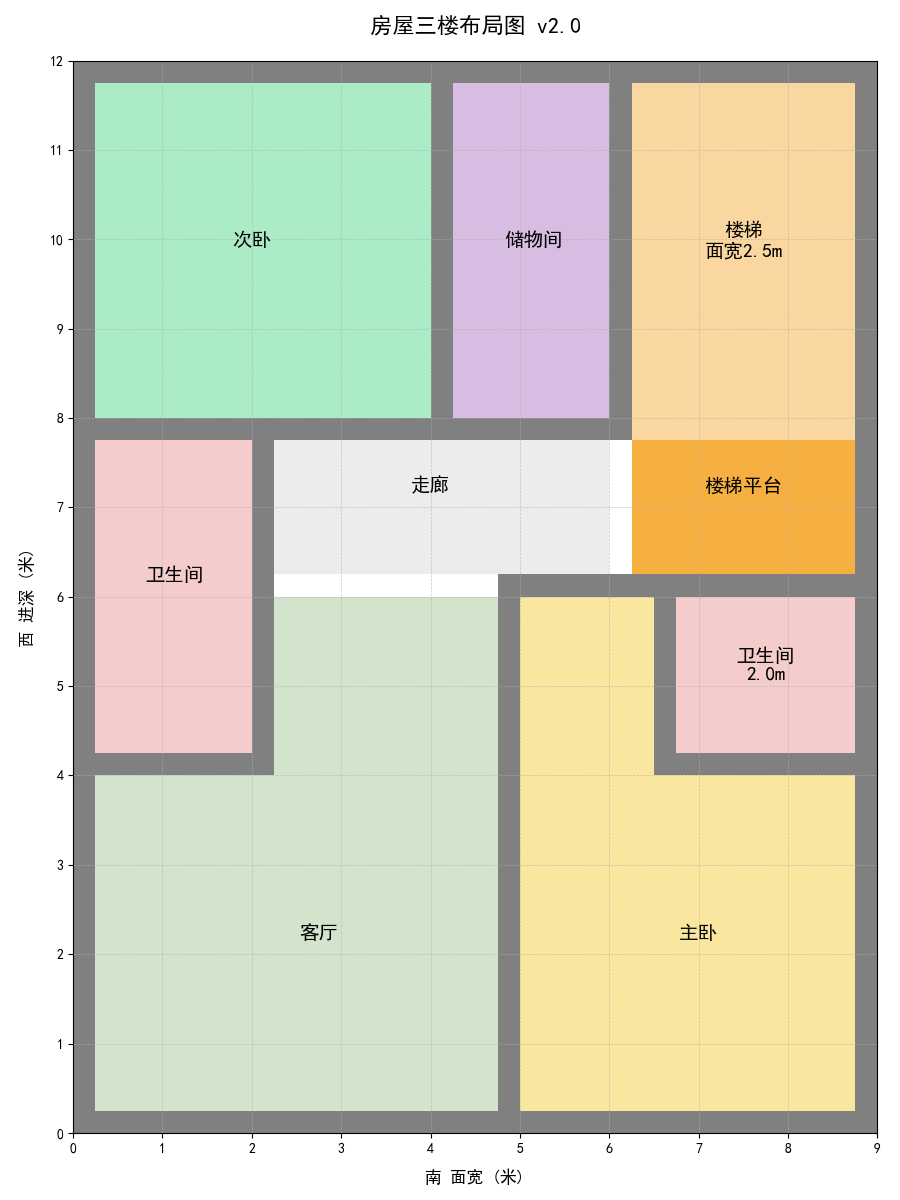 房屋三楼布局图 v2.0
12
11
10
9
8
7
6
5
4
3
2
1
0
西 进深 (米)
次卧
储物间
楼梯
面宽2.5m
走廊
楼梯平台
卫生间
卫生间
2.0m
客厅
主卧
0 1 2 3 4 5 6 7 8 9
南 面宽 (米)